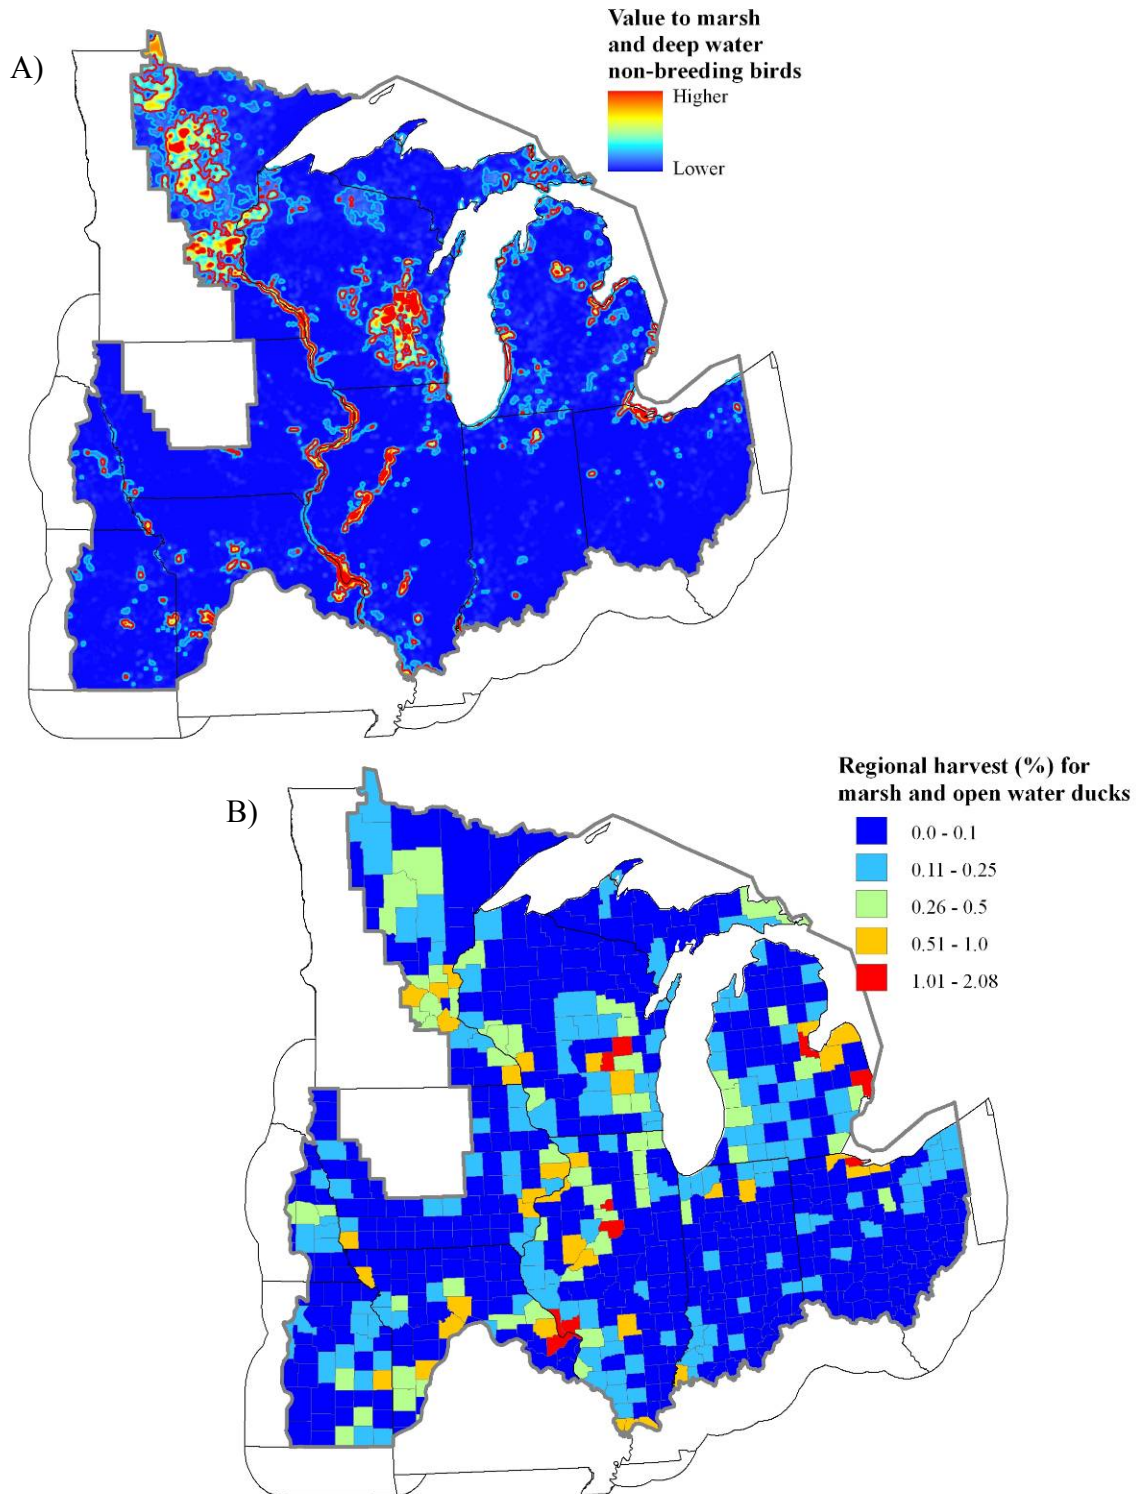 Value to marsh
and deep water
non-breeding birds
A)
Higher
Lower
Regional harvest (%) for
marsh and open water ducks
B)
0.0 - 0.1
0.11 - 0.25
0.26 - 0.5
0.51 - 1.0
1.01 - 2.08